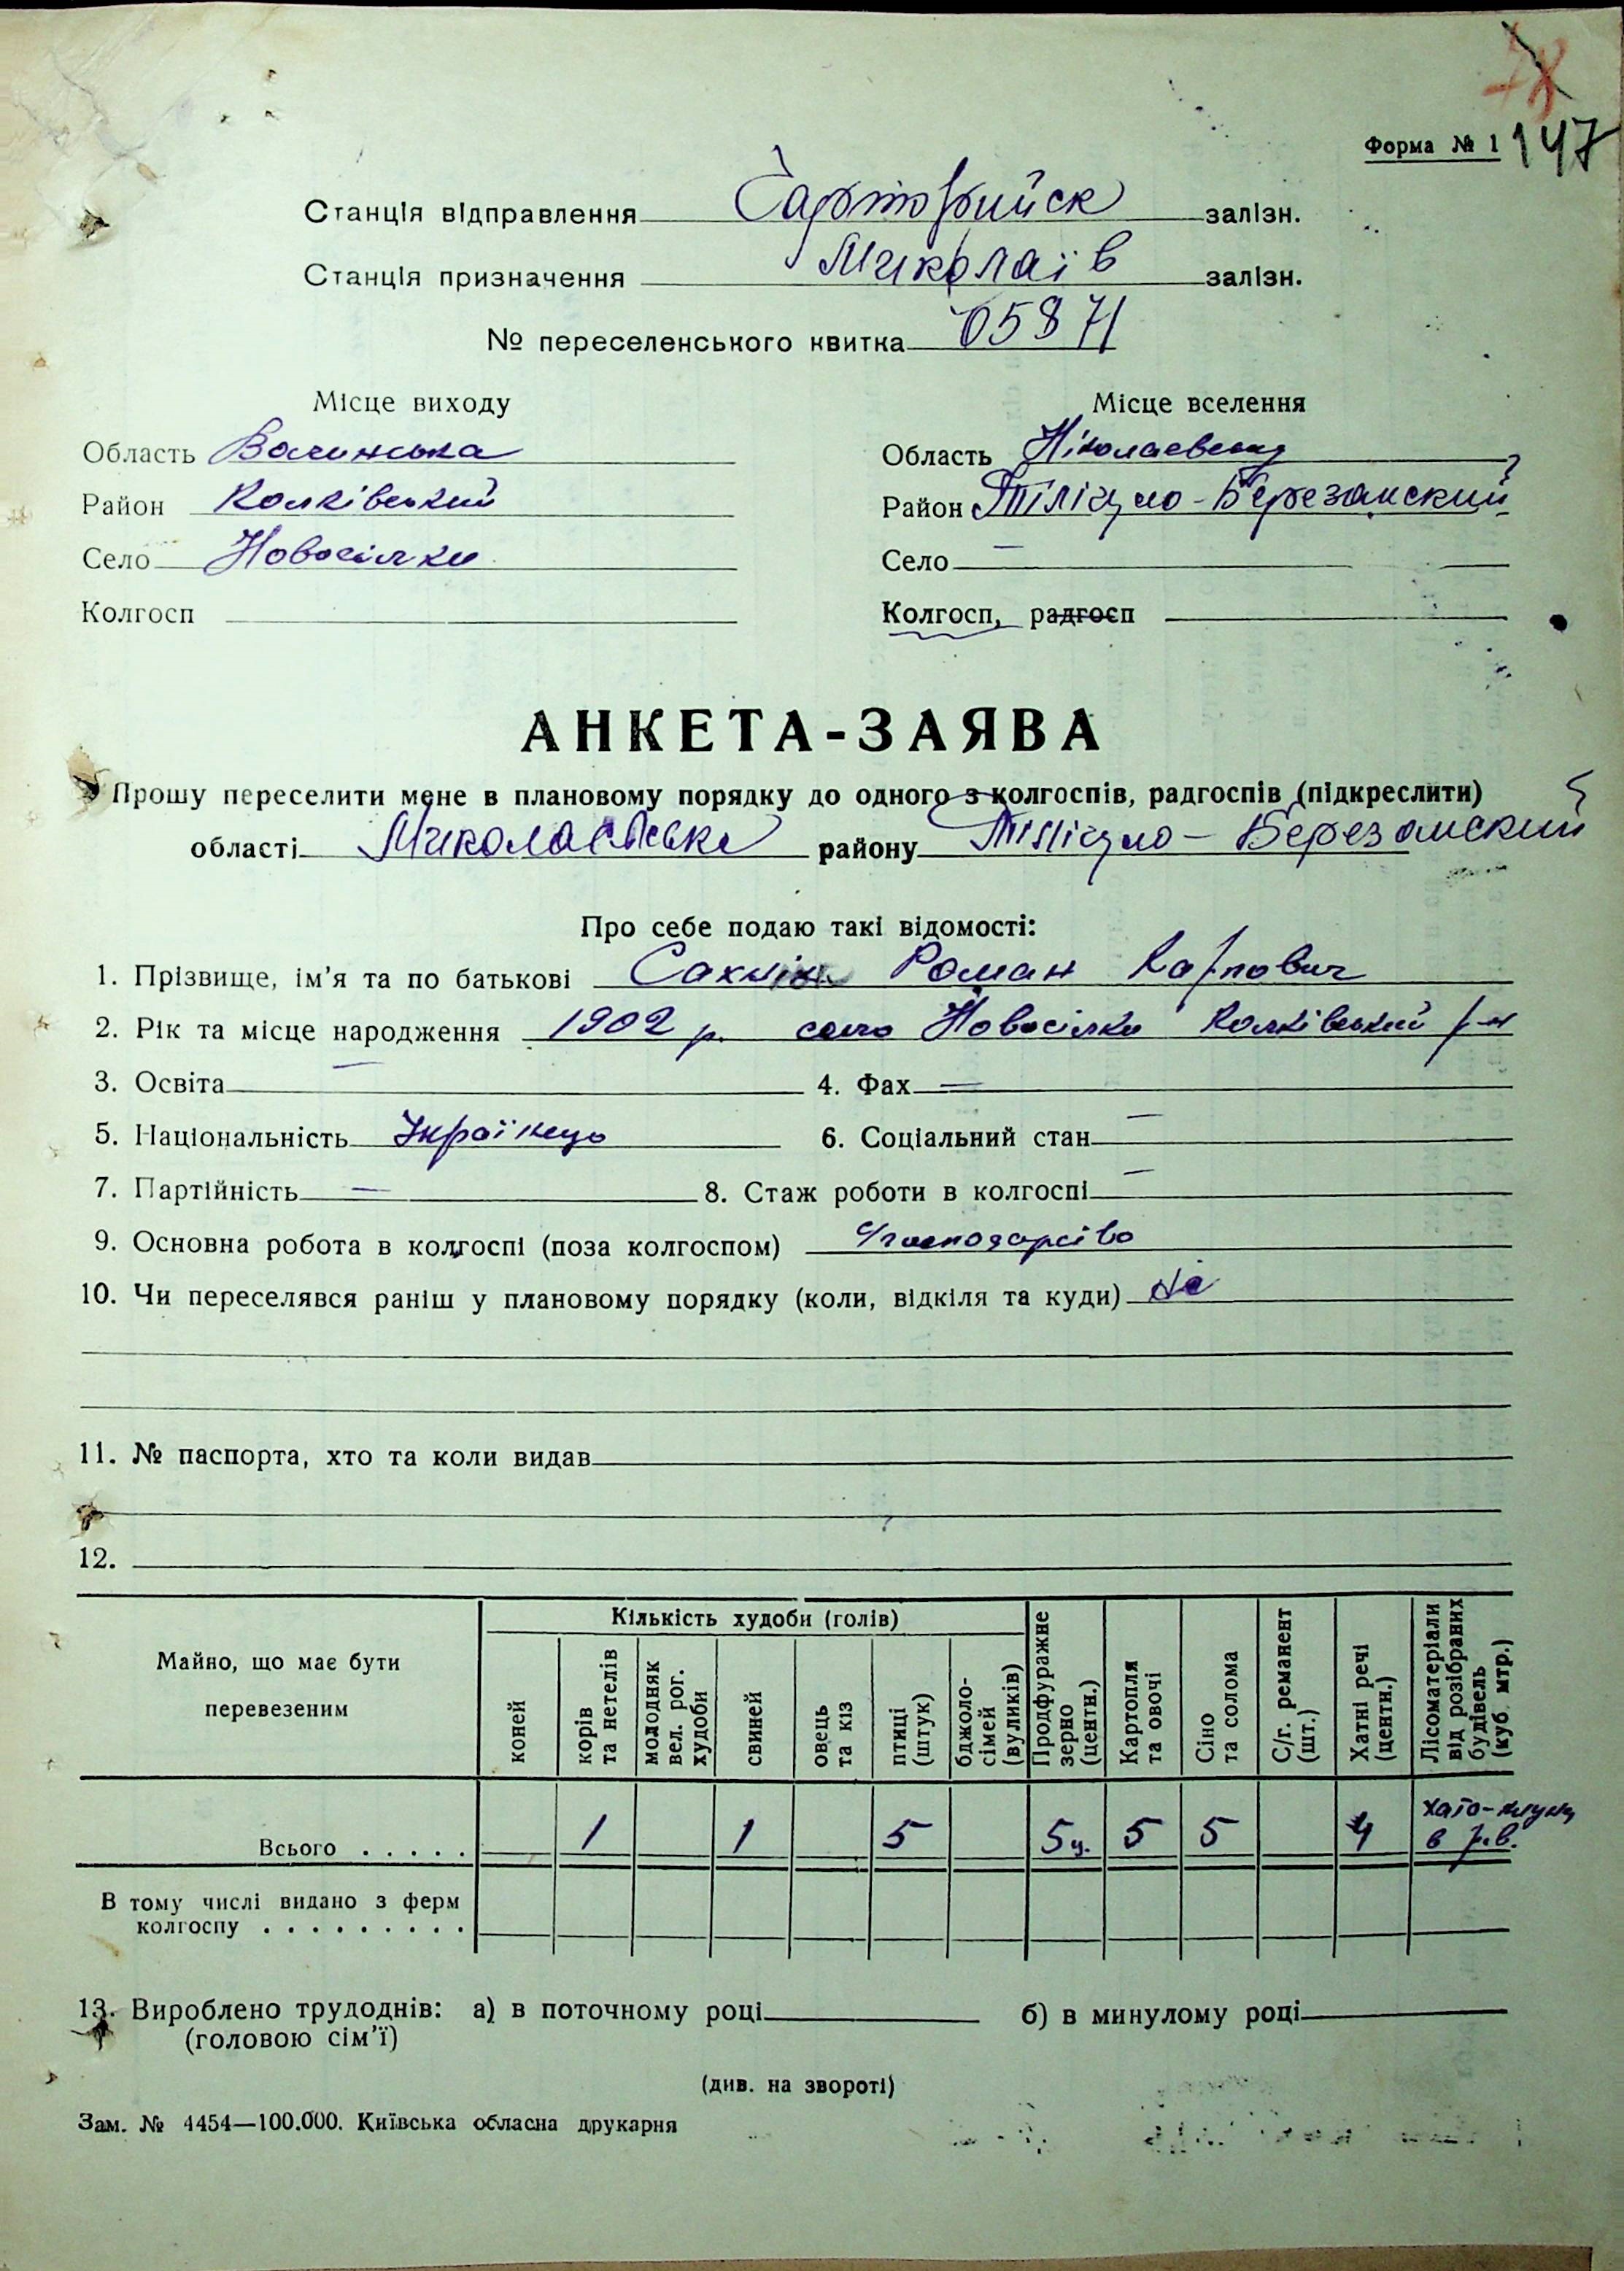 78
Форма № 1 147
Станція відправлення Чарторийск залізн.
Станція призначення Миколаїв залізн.
№ переселенського квитка 05871
Місце виходу Місце вселення
Область Волинська Область Ніколаевську
Район Колківський Район Тілігуло-Березанский
Село Новосілки Село —
Колгосп Колгосп, радгосп
АНКЕТА-ЗАЯВА
Прошу переселити мене в плановому порядку до одного з колгоспів, радгоспів (підкреслити)
області Миколаївське району Тілігуло-Березанский
Про себе подаю такі відомості:
1. Прізвище, ім'я та по батькові Роман Карпович
2. Рік та місце народження 1902 р. село Новосілки Колківський р-н
3. Освіта — 4. Фах —
5. Національність Українець 6. Соціальний стан —
7. Партійність — 8. Стаж роботи в колгоспі —
9. Основна робота в колгоспі (поза колгоспом) с/господарство
10. Чи переселявся раніш у плановому порядку (коли, відкіля та куди) Ні
11. № паспорта, хто та коли видав
12.
Майно, що має бути перевезеним
Кількість худоби (голів)
коней
корів та нетелів
молодняк вел. рог. худоби
свиней
овець та кіз
птиці (штук)
бджоло-сімей (вуликів)
Продфуражне зерно (центн.)
Картопля та овочі
Сіно та солома
С/г. реманент (шт.)
Хатні речі (центн.)
Лісоматеріали від розібраних будівель (куб. мтр.)
Всього . . . . . 1 1 5 5ц. 5 5 4 хато- в
В тому числі видано з ферм
колгоспу . . . . . . . . .
13. Вироблено трудоднів: а) в поточному році б) в минулому році
(головою сім'ї)
(див. на звороті)
Зам. № 4454—100.000. Київська обласна друкарня